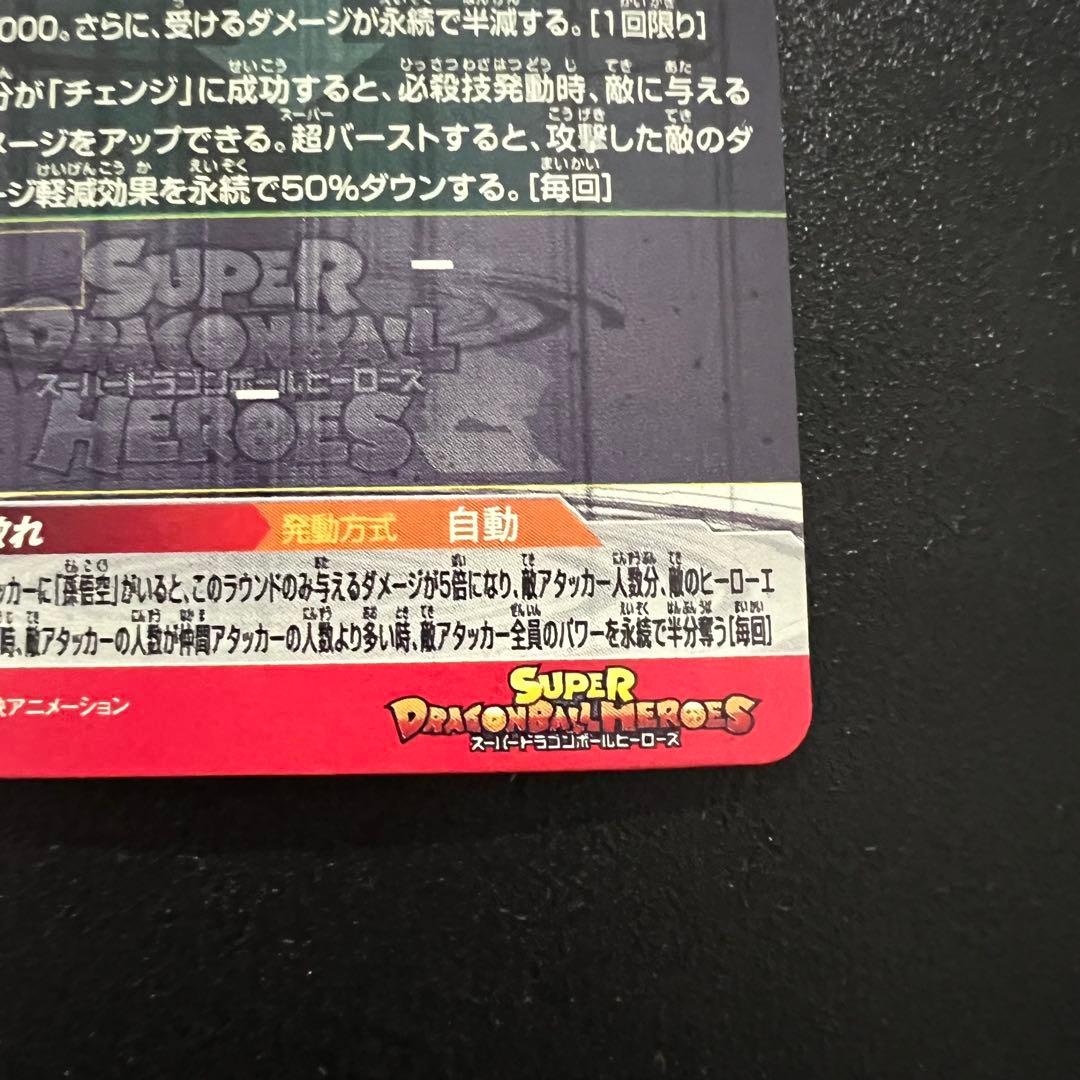 000。さらに、受けるダメージが永続で半減する。[1回限り]
分が「チェンジ」に成功すると、必殺技発動時、敵に与える
メージをアップできる。超バーストすると、攻撃した敵のダ
ージ軽減効果を永続で50%ダウンする。[毎回]
SUPER
DRAGONBALL
スーパードラゴンボールヒーローズ
HEROES
れ
発動方式 自動
ッカーに「孫悟空」がいると、このラウンドのみ与えるダメージが5倍になり、敵アタッカー人数分、敵のヒーローエ
時、敵アタッカーの人数が仲間アタッカーの人数より多い時、敵アタッカー全員のパワーを永続で半分奪う[毎回]
アニメーション
SUPER
DRAGONBALL HEROES
スーパードラゴンボールヒーローズ